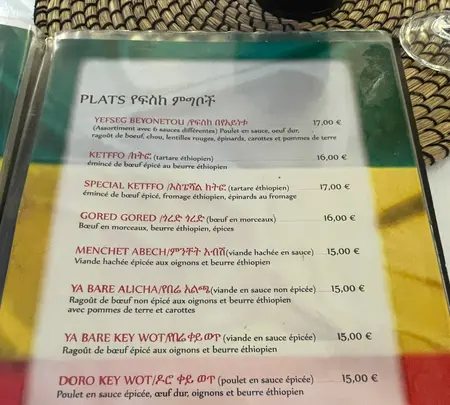 PLATS የፍስክ ምግቦች
YEFSEG BEYONETOU /የፍስክ በየአይነቱ 17,00 €
(Assortiment avec 6 sauces différentes) Poulet en sauce, oeuf dur,
ragoût de boeuf, chou, lentilles rouges, épinards, carottes et pommes de terre
KETFFO /ክትፎ (tartare éthiopien) 16,00 €
émincé de bœuf épicé au beurre éthiopien
SPECIAL KETFFO /እስፔሻል ክትፎ (tartare éthiopien) 17,00 €
émincé de bœuf épicé, fromage éthiopien, épinards au fromage
GORED GORED /ጎረድ ጎረድ (bœuf en morceaux) 16,00 €
Bœuf en morceaux, beurre éthiopien, épices
MENCHET ABECH/ምንቸት አብሽ(viande hachée en sauce) 15,00 €
Viande hachée épicée aux oignons et beurre éthiopien
YA BARE ALICHA/የበሬ አልጫ(viande en sauce non épicée) 15,00 €
Ragoût de bœuf non épicé aux oignons et beurre éthiopien
avec pommes de terre et carottes
YA BARE KEY WOT/የበሬ ቀይ ወጥ (viande en sauce épicée) 15,00 €
Ragoût de bœuf épicé aux oignons et beurre éthiopien
DORO KEY WOT/ዶሮ ቀይ ወጥ (poulet en sauce épicée) 15,00 €
Poulet en sauce épicée, œuf dur, oignons et beurre éthiopien